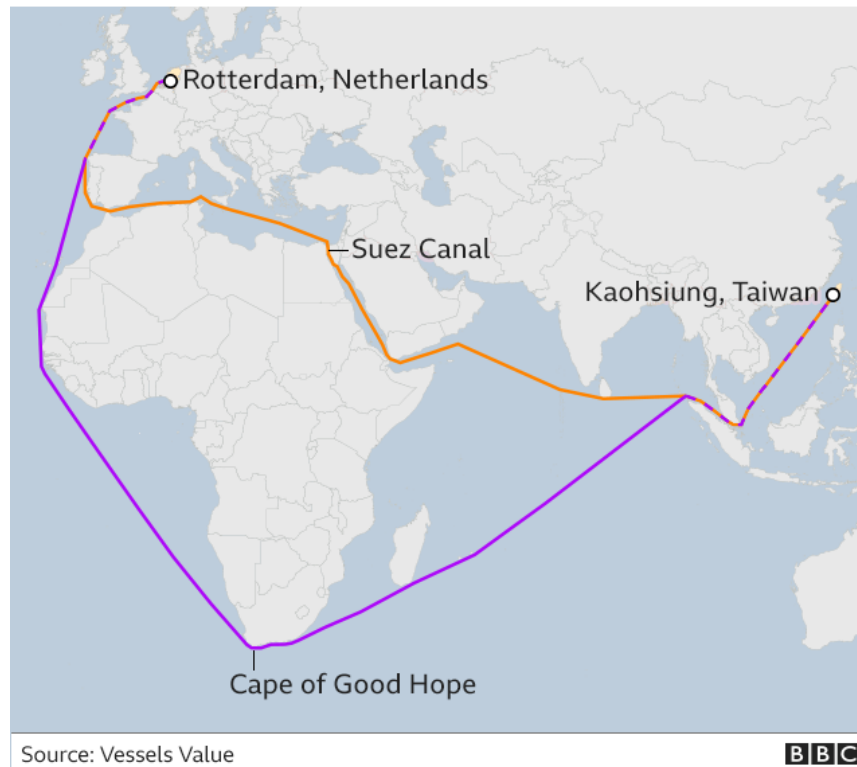 Rotterdam, Netherlands
Suez Canal
Kaohsiung, Taiwan
Cape of Good Hope
Source: Vessels Value
BBC